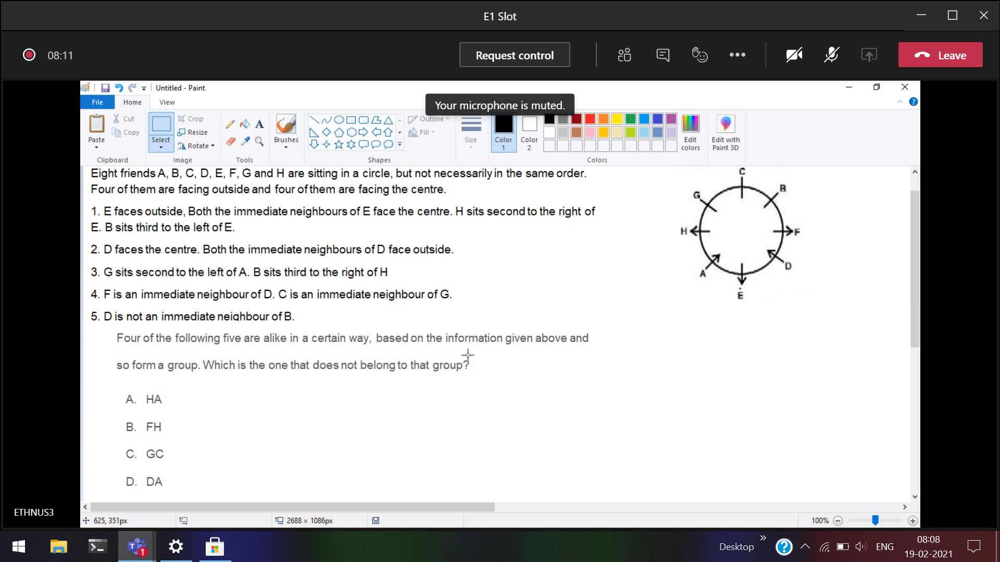 E1 Slot
08:11
Request control
Leave
Untitled - Paint
Your microphone is muted.
File
Home
View
Paste
Cut
Copy
Clipboard
Select
Crop
Resize
Rotate
Image
A
Tools
Brushes
Shapes
Outline
Fill
Size
Color 1
Color 2
Colors
Edit colors
Edit with Paint 3D
Eight friends A, B, C, D, E, F, G and H are sitting in a circle, but not necessarily in the same order.
Four of them are facing outside and four of them are facing the centre.
1. E faces outside, Both the immediate neighbours of E face the centre. H sits second to the right of
E. B sits third to the left of E.
2. D faces the centre. Both the immediate neighbours of D face outside.
3. G sits second to the left of A. B sits third to the right of H
4. F is an immediate neighbour of D. C is an immediate neighbour of G.
5. D is not an immediate neighbour of B.
Four of the following five are alike in a certain way, based on the information given above and
so form a group. Which is the one that does not belong to that group?
A. HA
B. FH
C. GC
D. DA
C
B
G
H
F
A
D
E
ETHNUS3
625, 351px
2688 × 1086px
100%
T
1
Desktop
ENG
08:08
19-02-2021